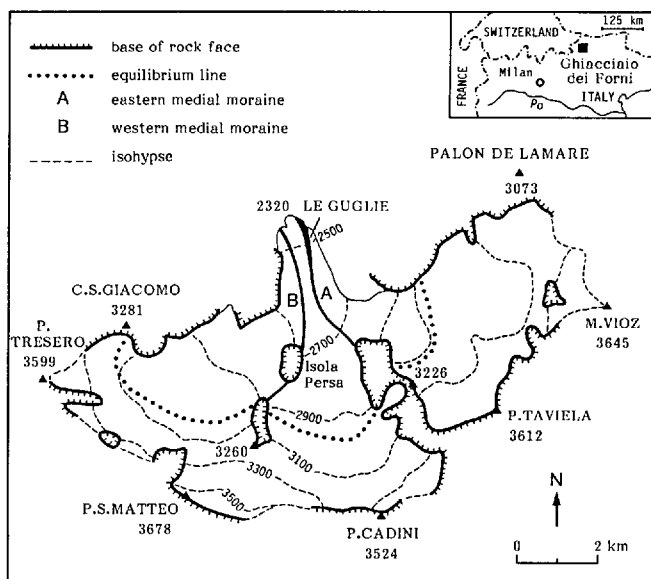 base of rock face
equilibrium line
A eastern medial moraine
B western medial moraine
isohypse
125 km
SWITZERLAND
Ghiacciaio
dei Forni
Milan
FRANCE
Po
ITALY
PALON DE LAMARE
3073
2320 LE GUGLIE
2500
C.S.GIACOMO
3281
B
A
P.
TRESERO
3599
2700
Isola
Persa
M.VIOZ
3645
3226
2900
P.TAVIELA
3612
3260
3100
3300
3500
P.S.MATTEO
3678
P.CADINI
3524
N
0 2 km